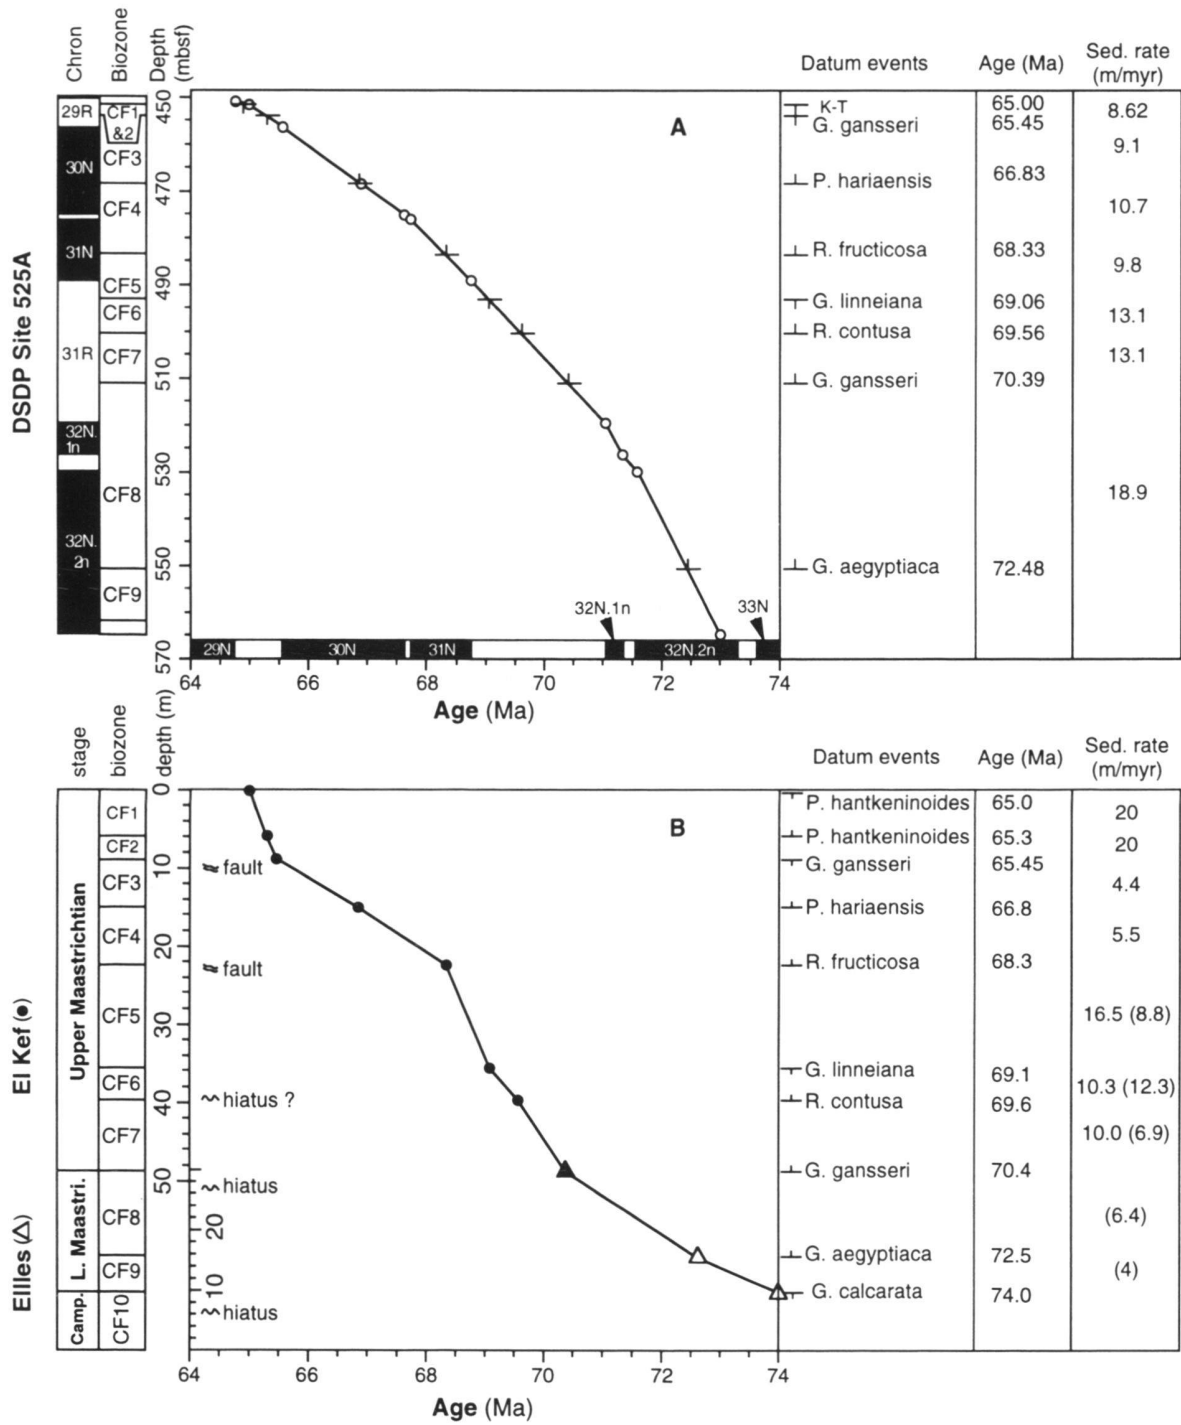 Chron
Biozone
Depth
(mbsf)
Datum events
Age (Ma)
Sed. rate
(m/myr)
DSDP Site 525A
A
29R
30N
31N
31R
32N.
1n
32N.
2n
CF1
&2
CF3
CF4
CF5
CF6
CF7
CF8
CF9
450
470
490
510
530
550
570
K-T 65.00 8.62
G. gansseri 65.45
9.1
P. hariaensis 66.83
10.7
R. fructicosa 68.33
9.8
G. linneiana 69.06
13.1
R. contusa 69.56
13.1
G. gansseri 70.39
18.9
G. aegyptiaca 72.48
32N.1n 33N
29N 30N 31N 32N.2n
64 66 68 70 72 74
Age (Ma)
stage
biozone
depth (m)
Datum events
Age (Ma)
Sed. rate
(m/myr)
El Kef (●)
Ellles (△)
B
Upper Maastrichtian
L. Maastri.
Camp.
CF1
CF2
CF3
CF4
CF5
CF6
CF7
CF8
CF9
CF10
0
10
20
30
40
50
20
10
fault
fault
hiatus ?
hiatus
hiatus
P. hantkeninoides 65.0
20
P. hantkeninoides 65.3
20
G. gansseri 65.45
4.4
P. hariaensis 66.8
5.5
R. fructicosa 68.3
16.5 (8.8)
G. linneiana 69.1
10.3 (12.3)
R. contusa 69.6
10.0 (6.9)
G. gansseri 70.4
(6.4)
G. aegyptiaca 72.5
(4)
G. calcarata 74.0
64 66 68 70 72 74
Age (Ma)